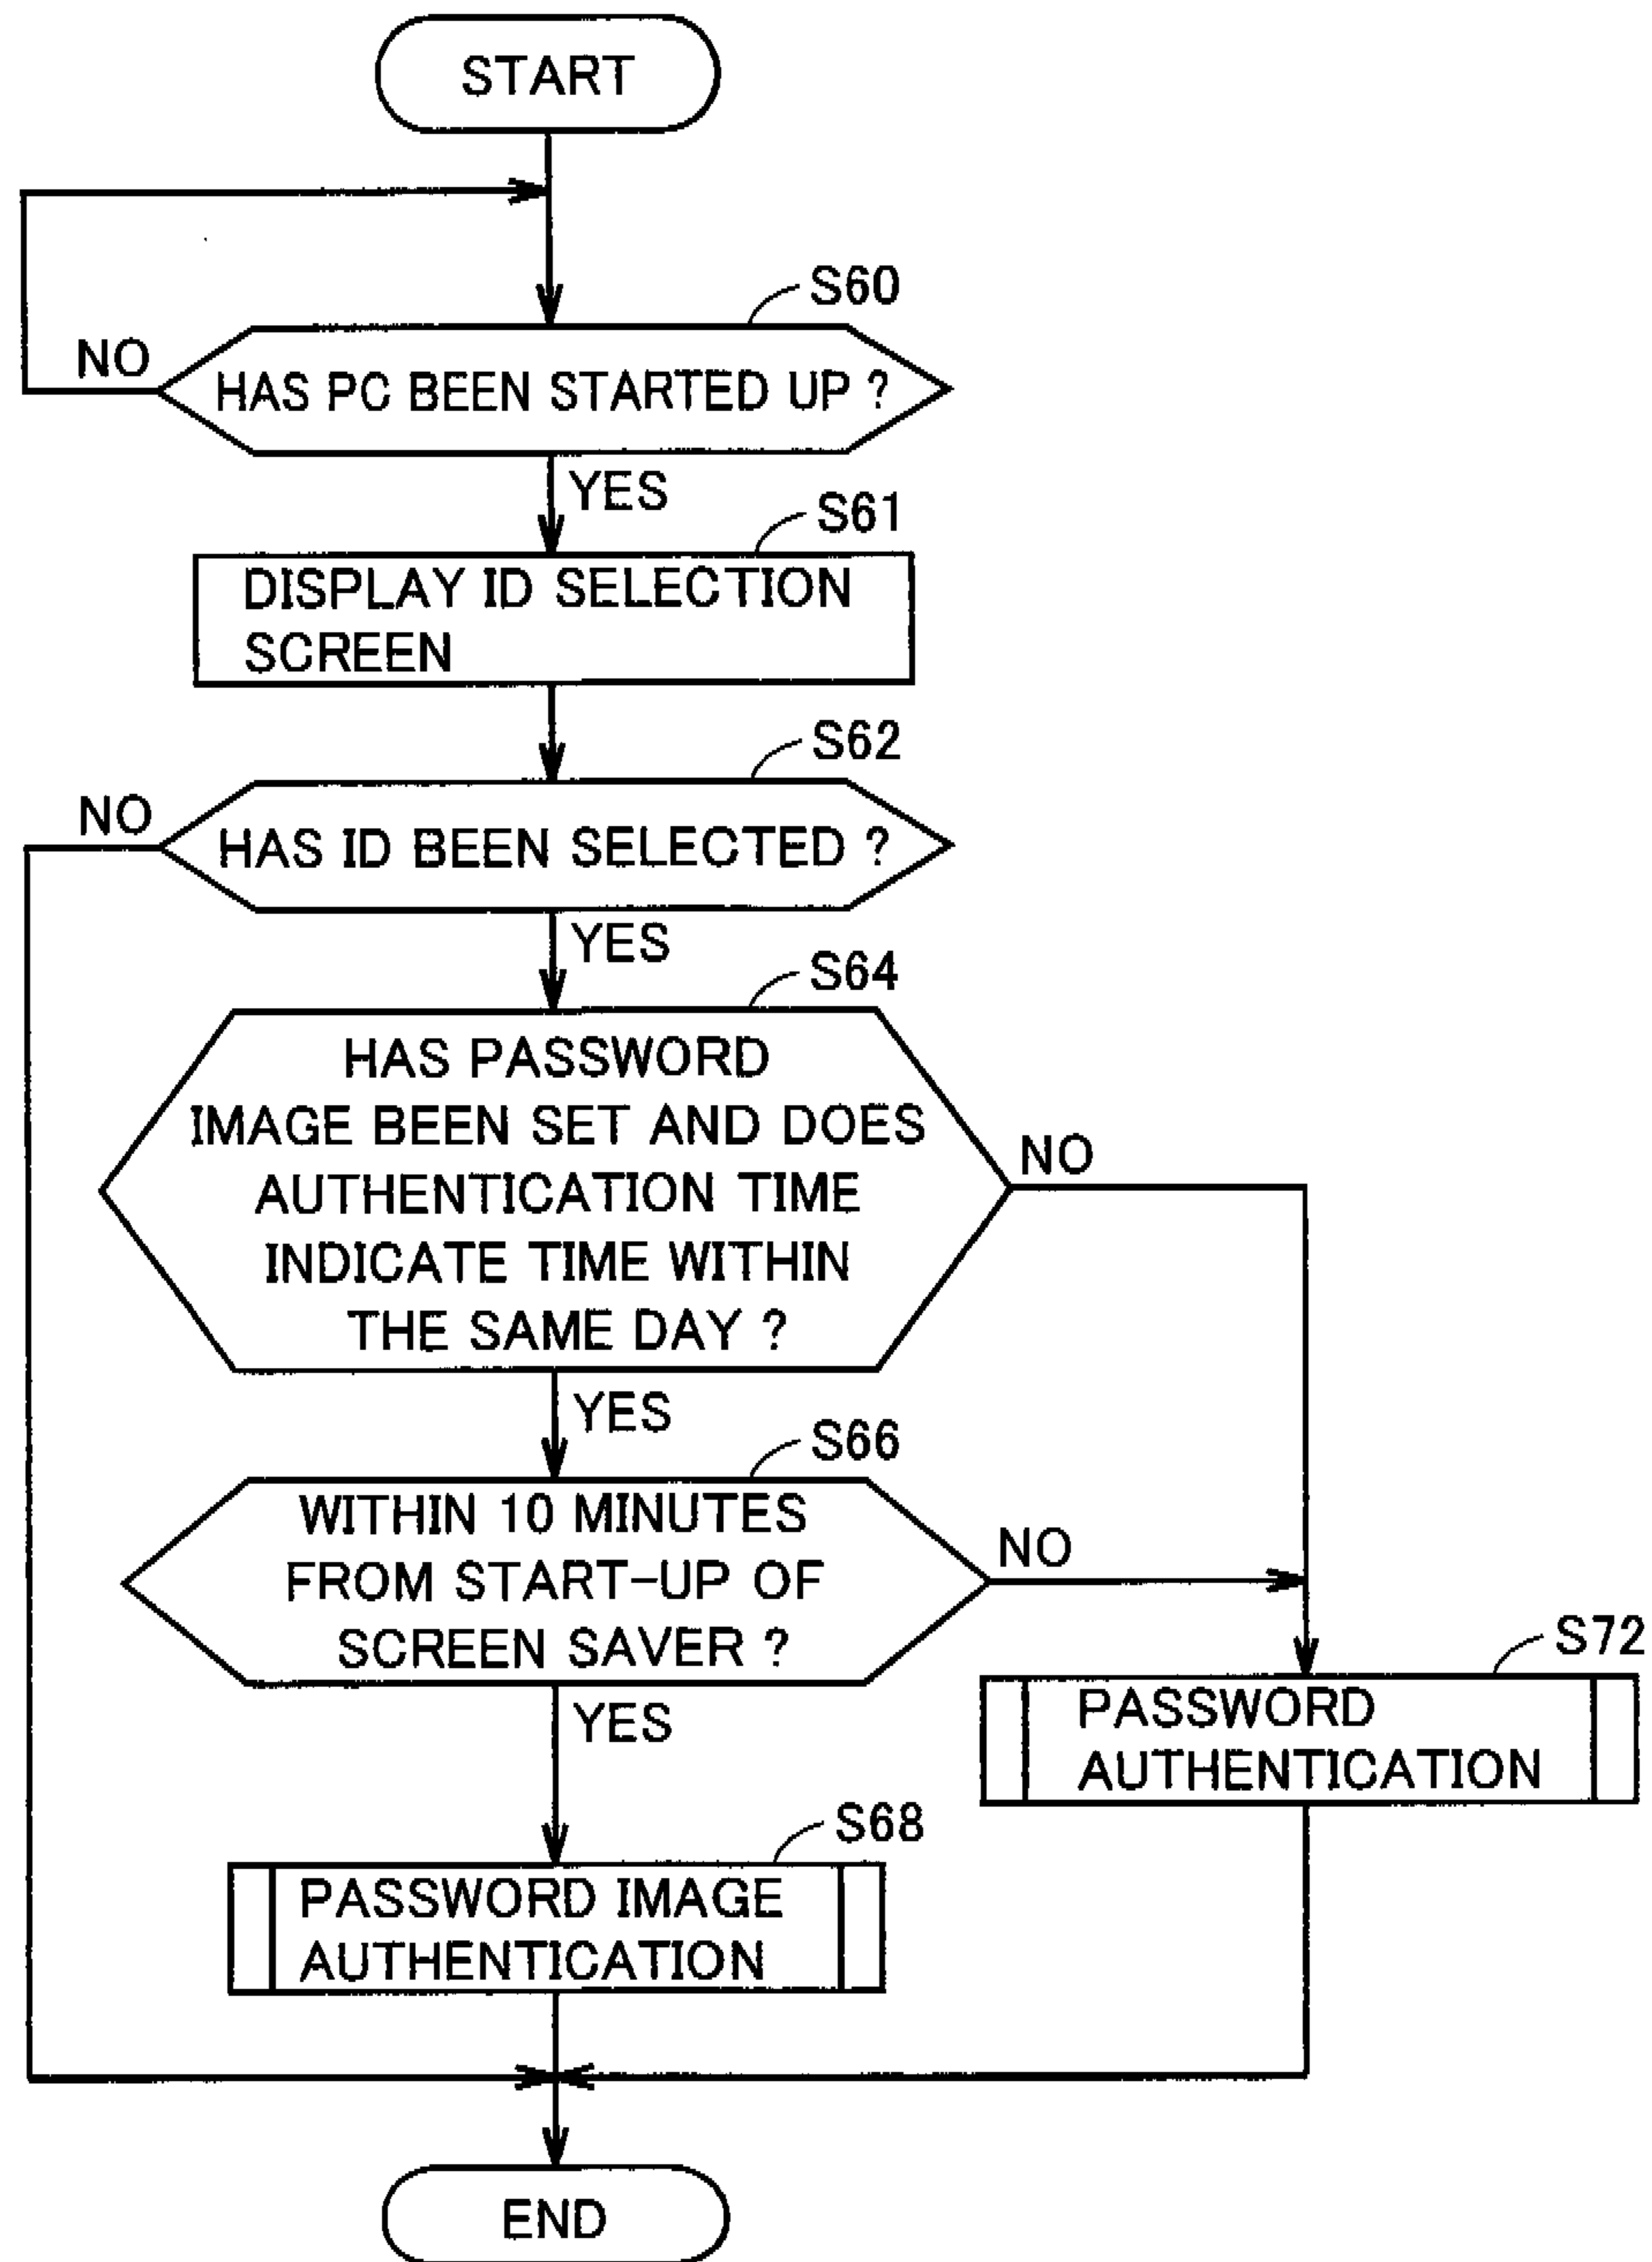 START
S60
NO
HAS PC BEEN STARTED UP ?
YES
S61
DISPLAY ID SELECTION
SCREEN
S62
NO
HAS ID BEEN SELECTED ?
YES
S64
HAS PASSWORD
IMAGE BEEN SET AND DOES
AUTHENTICATION TIME
INDICATE TIME WITHIN
THE SAME DAY ?
NO
YES
S66
WITHIN 10 MINUTES
FROM START-UP OF
SCREEN SAVER ?
NO
YES
S72
PASSWORD
AUTHENTICATION
S68
PASSWORD IMAGE
AUTHENTICATION
END